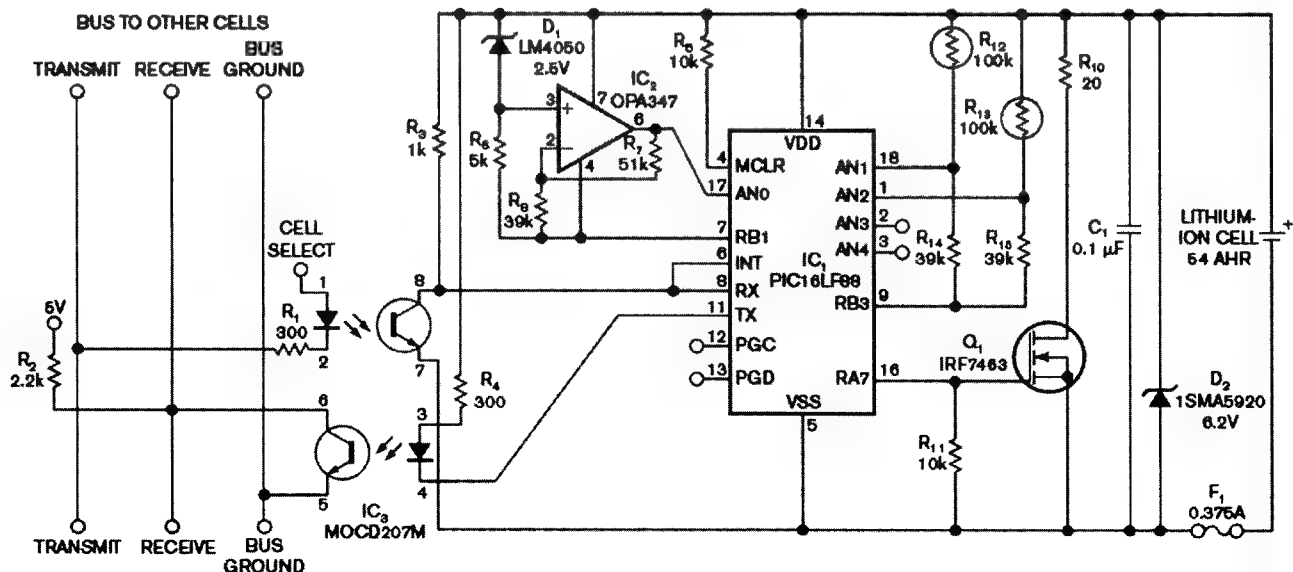 BUS TO OTHER CELLS
TRANSMIT
RECEIVE
BUS
GROUND
D1
LM4050
2.5V
IC2
OPA347
3
+
2
−
7
6
4
R3
1k
R6
5k
R7
51k
R9
39k
R5
10k
14
VDD
4
MCLR
17
AN0
7
RB1
6
INT
8
RX
11
TX
12
PGC
13
PGD
VSS
5
IC1
PIC16LF88
AN1
18
AN2
1
AN3
2
AN4
3
RB3
9
RA7
16
R12
100k
R13
100k
R10
20
R14
39k
R15
39k
C1
0.1 µF
LITHIUM-
ION CELL
54 AHR
+
Q1
IRF7463
R11
10k
D2
1SMA5920
6.2V
F1
0.375A
CELL
SELECT
1
R1
300
2
8
7
5V
R2
2.2k
6
5
R4
300
3
4
IC3
MOCD207M
TRANSMIT
RECEIVE
BUS
GROUND